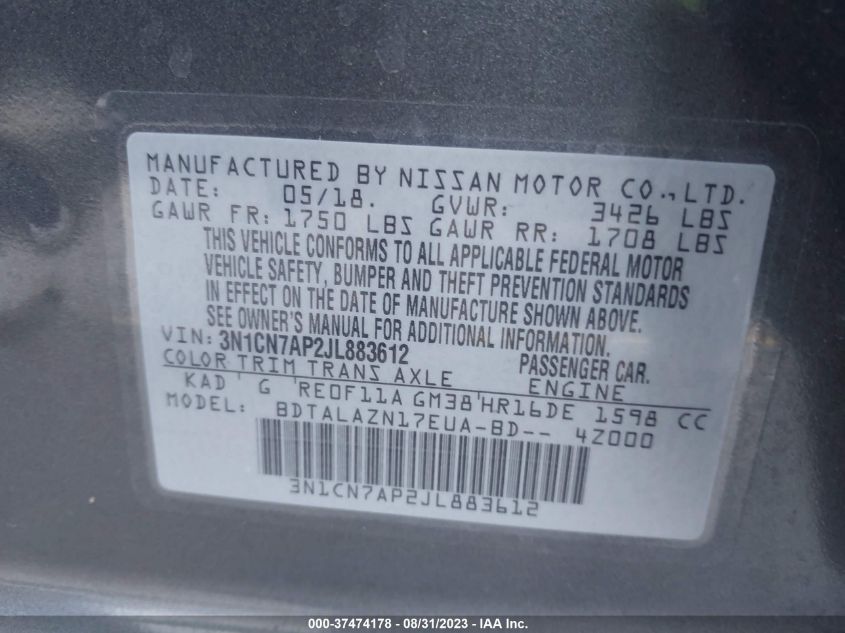 MANUFACTURED BY NISSAN MOTOR CO., LTD.
DATE: 05/18. GVWR: 3426 LBS
GAWR FR: 1750 LBS GAWR RR: 1708 LBS
THIS VEHICLE CONFORMS TO ALL APPLICABLE FEDERAL MOTOR
VEHICLE SAFETY, BUMPER AND THEFT PREVENTION STANDARDS
IN EFFECT ON THE DATE OF MANUFACTURE SHOWN ABOVE.
SEE OWNER'S MANUAL FOR ADDITIONAL INFORMATION.
VIN: 3N1CN7AP2JL883612 PASSENGER CAR.
COLOR TRIM TRANS AXLE ENGINE
KAD G RE0F11A GM38 HR16DE 1598 CC
MODEL: BDTALAZN17EUA-BD-- 4Z000
3N1CN7AP2JL883612
000-37474178 - 08/31/2023 - IAA Inc.